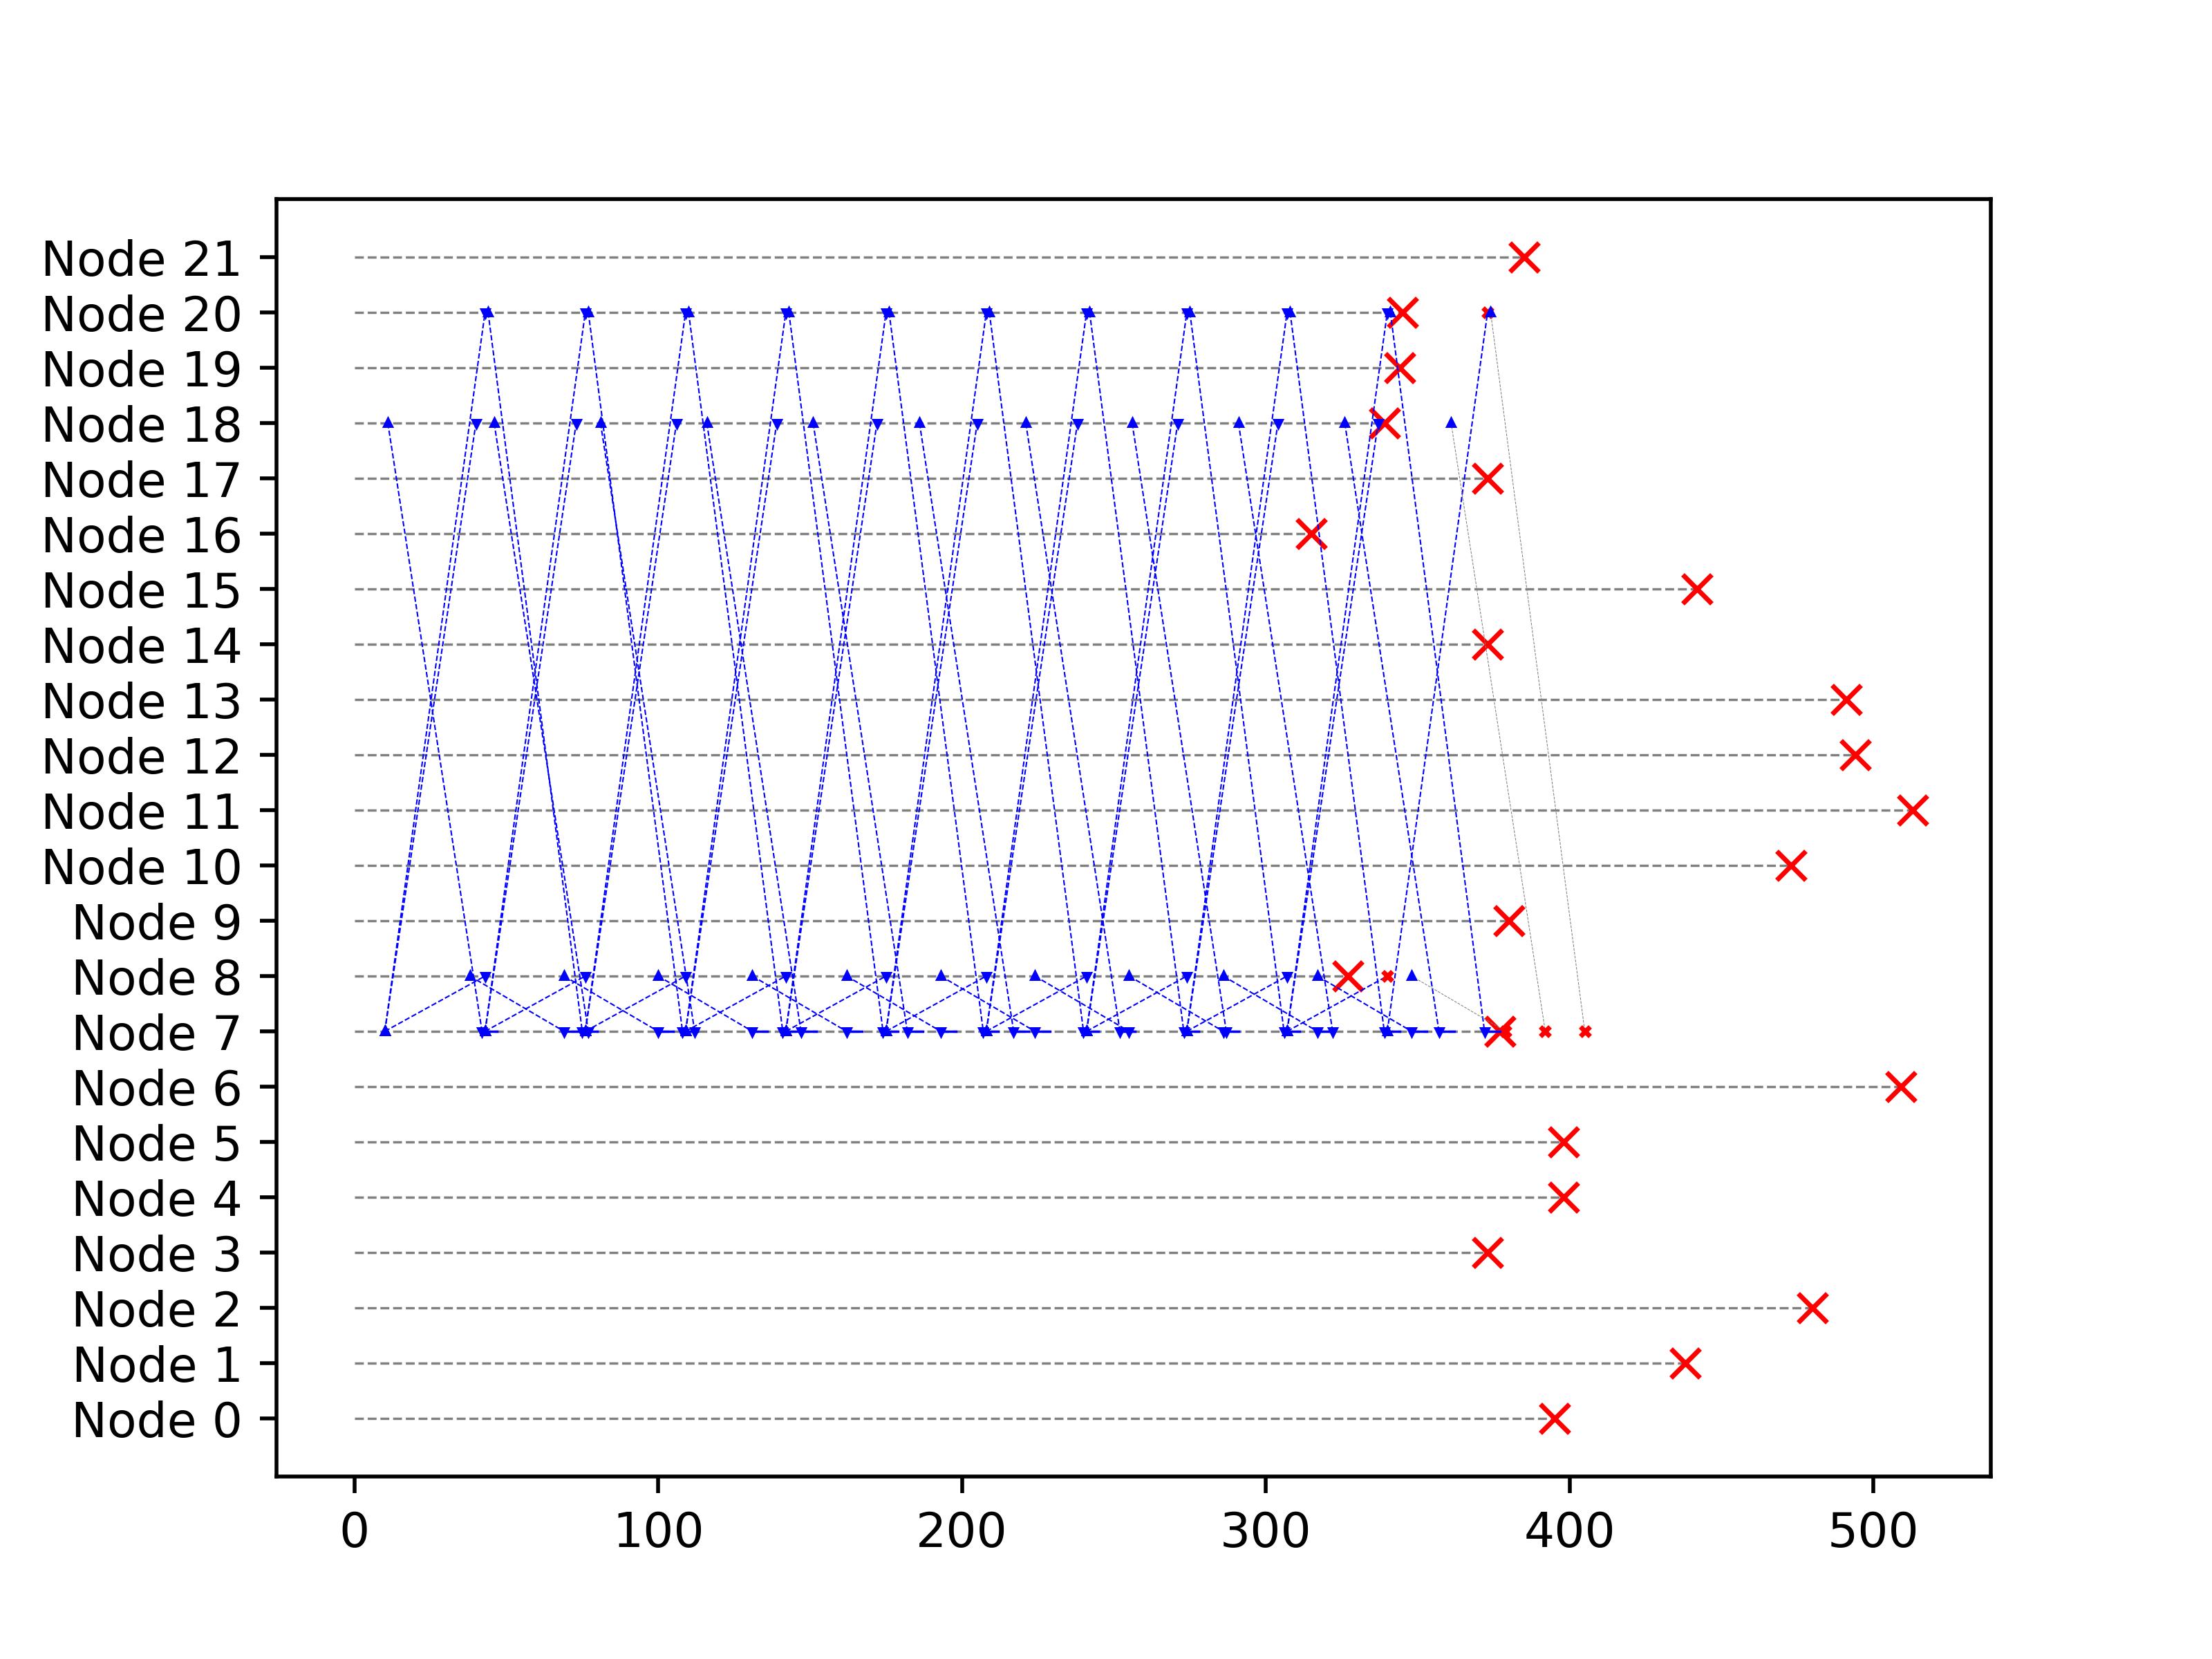 Node 21
Node 20
Node 19
Node 18
Node 17
Node 16
Node 15
Node 14
Node 13
Node 12
Node 11
Node 10
Node 9
Node 8
Node 7
Node 6
Node 5
Node 4
Node 3
Node 2
Node 1
Node 0
0 100 200 300 400 500